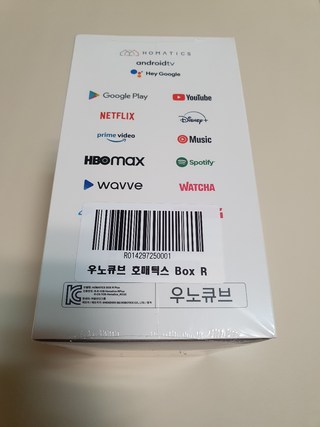 HOMATICS
androidtv
Hey Google
Google Play
YouTube
NETFLIX
Disney+
prime video
Music
HBOmax
Spotify
wavve
WATCHA
R014297250001
우노큐브 호매틱스 Box R
우노큐브